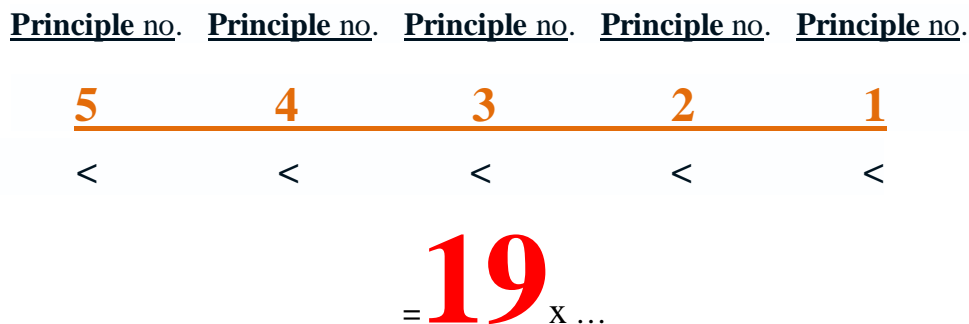 Principle no. Principle no. Principle no. Principle no. Principle no.
5 4 3 2 1
< < < < <
=19x …